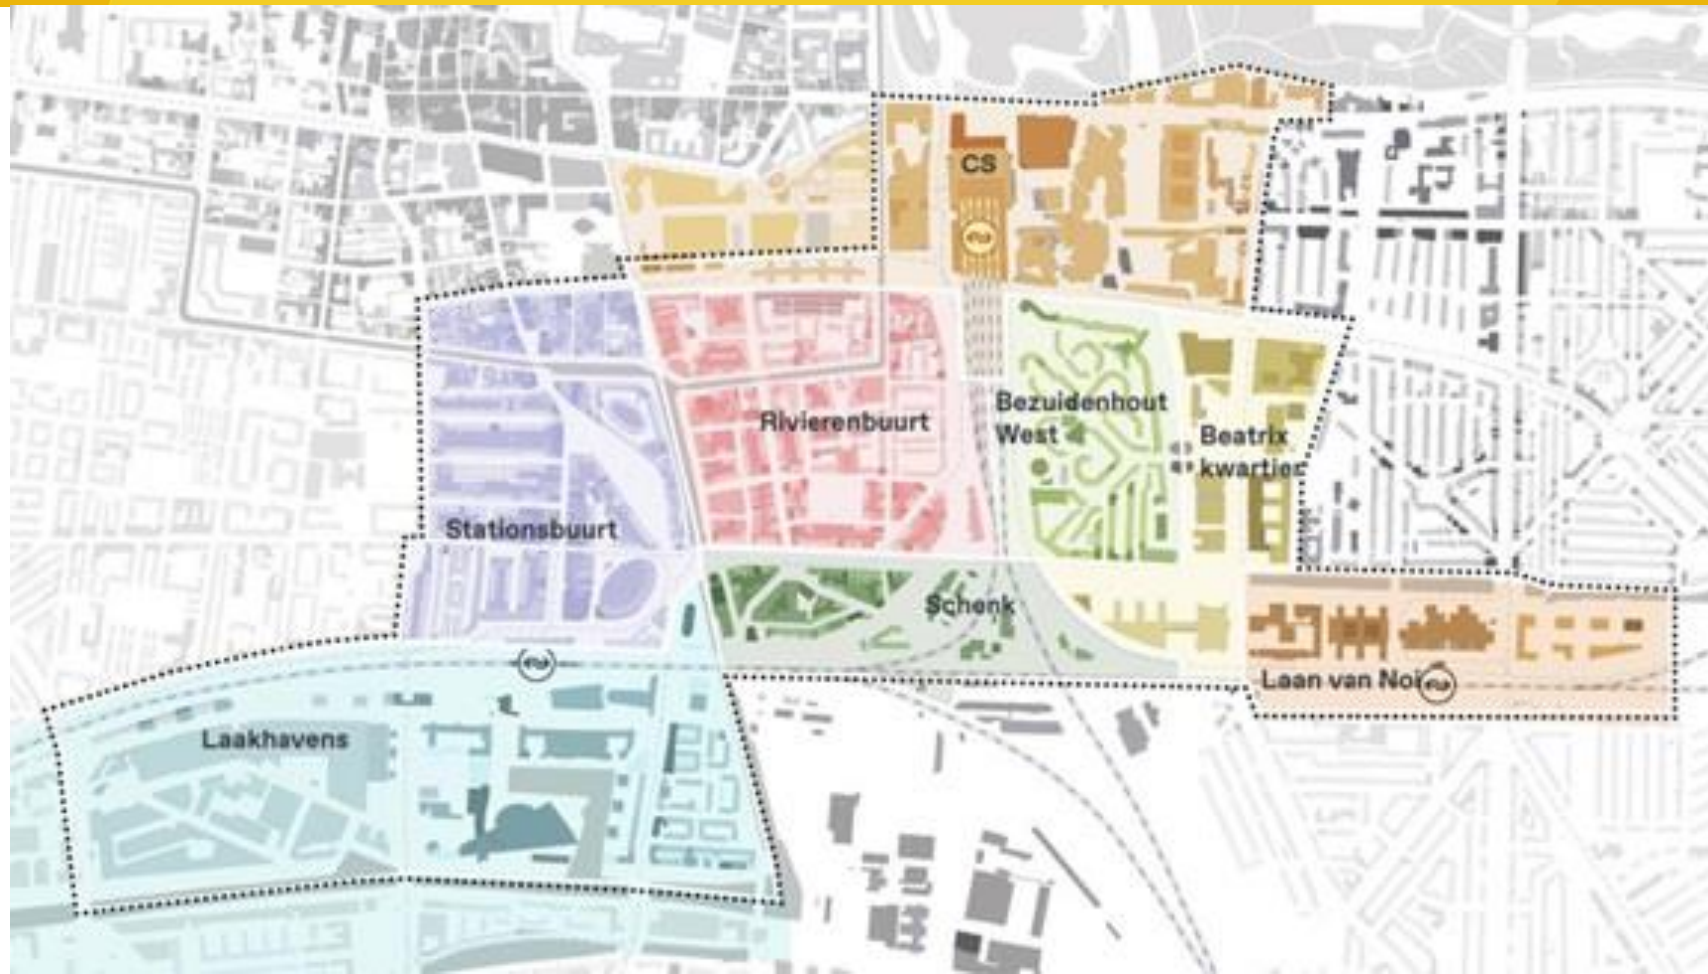 CS
Rivierenbuurt
Bezuidenhout
West
Beatrix
kwartier
Stationsbuurt
Schenk
Laan van Noi
Laakhavens